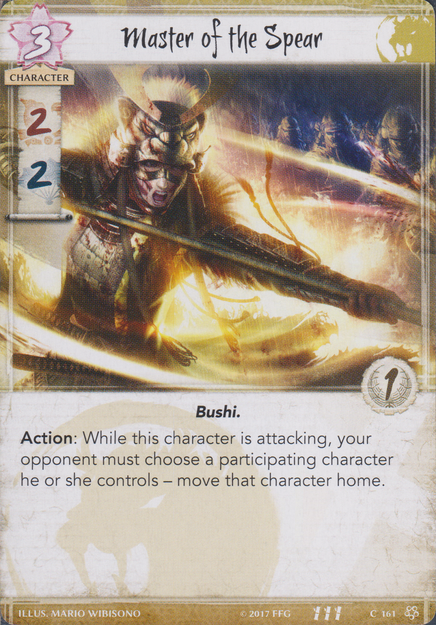 3
Master of the Spear
CHARACTER
2
2
1
Bushi.
Action: While this character is attacking, your
opponent must choose a participating character
he or she controls – move that character home.
ILLUS. MARIO WIBISONO
© 2017 FFG
C 161